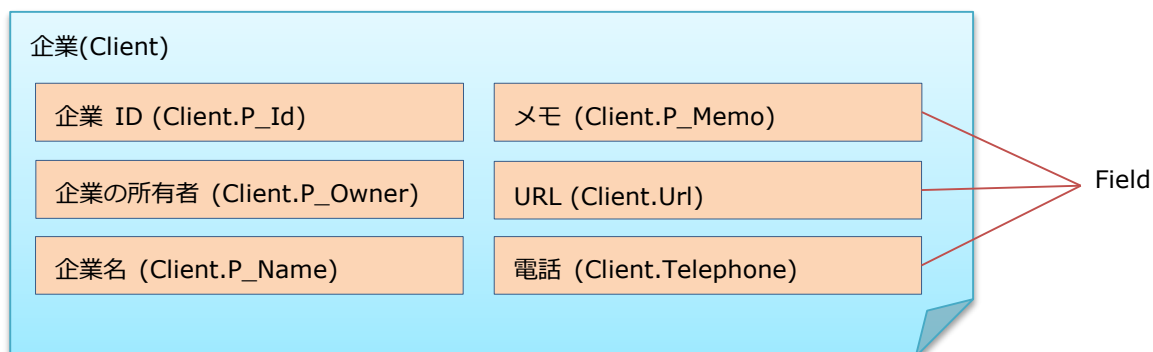 企業(Client)
企業 ID (Client.P_Id)
メモ (Client.P_Memo)
企業の所有者 (Client.P_Owner)
URL (Client.Url)
Field
企業名 (Client.P_Name)
電話 (Client.Telephone)